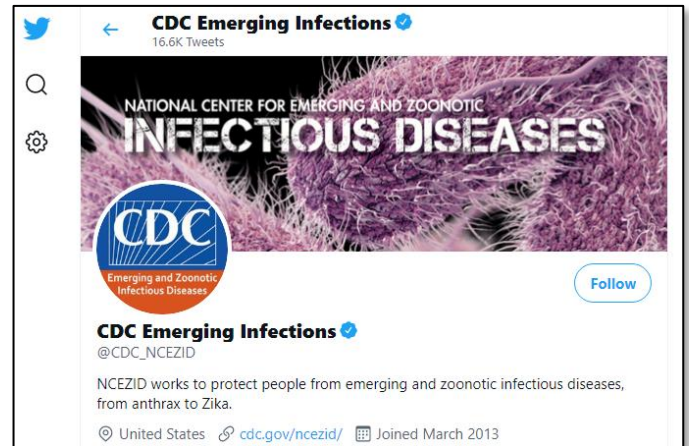 CDC Emerging Infections
16.6K Tweets
NATIONAL CENTER FOR EMERGING AND ZOONOTIC
INFECTIOUS DISEASES
CDC
Emerging and Zoonotic
Infectious Diseases
Follow
CDC Emerging Infections
@CDC_NCEZID
NCEZID works to protect people from emerging and zoonotic infectious diseases,
from anthrax to Zika.
United States cdc.gov/ncezid/ Joined March 2013